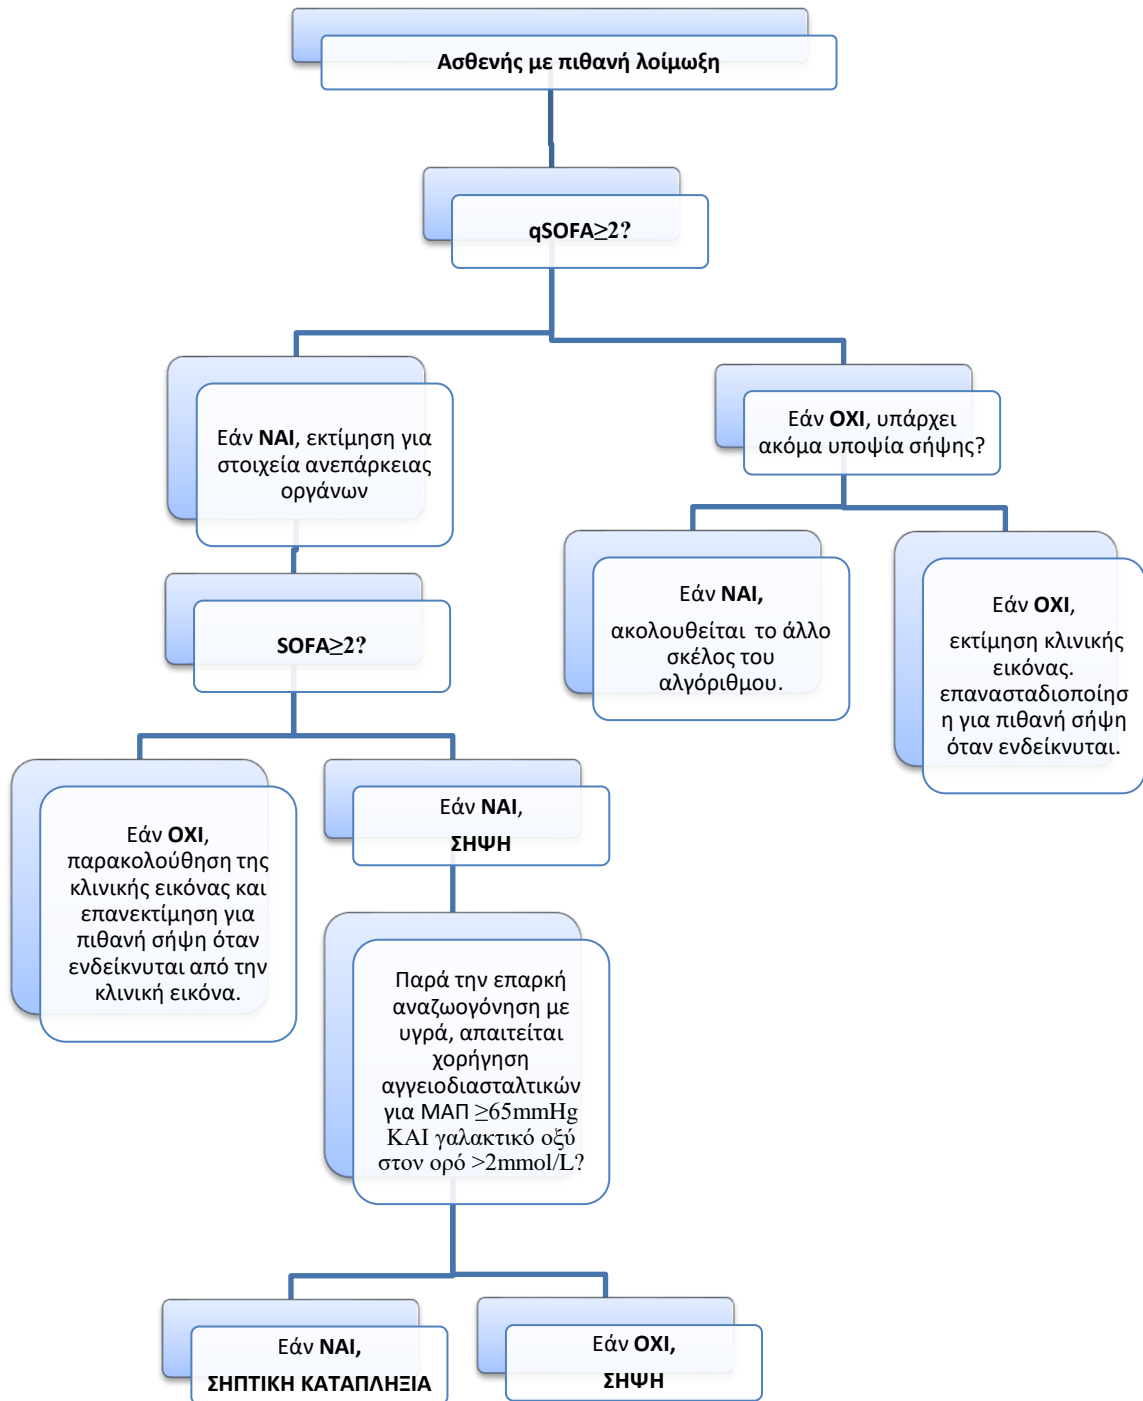 Ασθενής με πιθανή λοίμωξη
qSOFA≥2?
Εάν ΝΑΙ, εκτίμηση για
στοιχεία ανεπάρκειας
οργάνων
Εάν ΟΧΙ, υπάρχει
ακόμα υποψία σήψης?
SOFA≥2?
Εάν ΝΑΙ,
ακολουθείται το άλλο
σκέλος του
αλγόριθμου.
Εάν ΟΧΙ,
εκτίμηση κλινικής
εικόνας.
επανασταδιοποίησ
η για πιθανή σήψη
όταν ενδείκνυται.
Εάν ΟΧΙ,
παρακολούθηση της
κλινικής εικόνας και
επανεκτίμηση για
πιθανή σήψη όταν
ενδείκνυται από την
κλινική εικόνα.
Εάν ΝΑΙ,
ΣΗΨΗ
Παρά την επαρκή
αναζωογόνηση με
υγρά, απαιτείται
χορήγηση
αγγειοδιασταλτικών
για ΜΑΠ ≥65mmHg
ΚΑΙ γαλακτικό οξύ
στον ορό >2mmol/L?
Εάν ΝΑΙ,
ΣΗΠΤΙΚΗ ΚΑΤΑΠΛΗΞΙΑ
Εάν ΟΧΙ,
ΣΗΨΗ